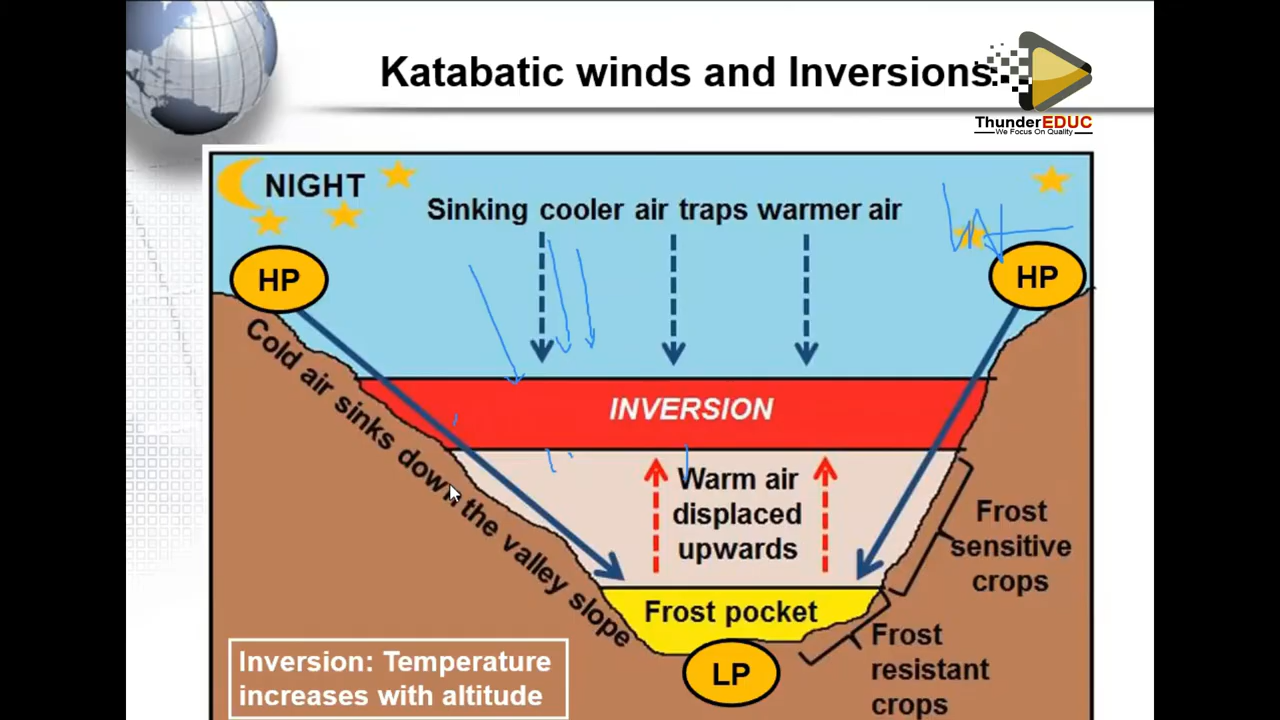 Katabatic winds and Inversions
ThunderEDUC
We Focus On Quality
NIGHT
Sinking cooler air traps warmer air
HP
HP
Cold air sinks down the valley slope
INVERSION
Warm air
displaced
upwards
Frost
sensitive
crops
Frost pocket
Frost
resistant
crops
LP
Inversion: Temperature
increases with altitude